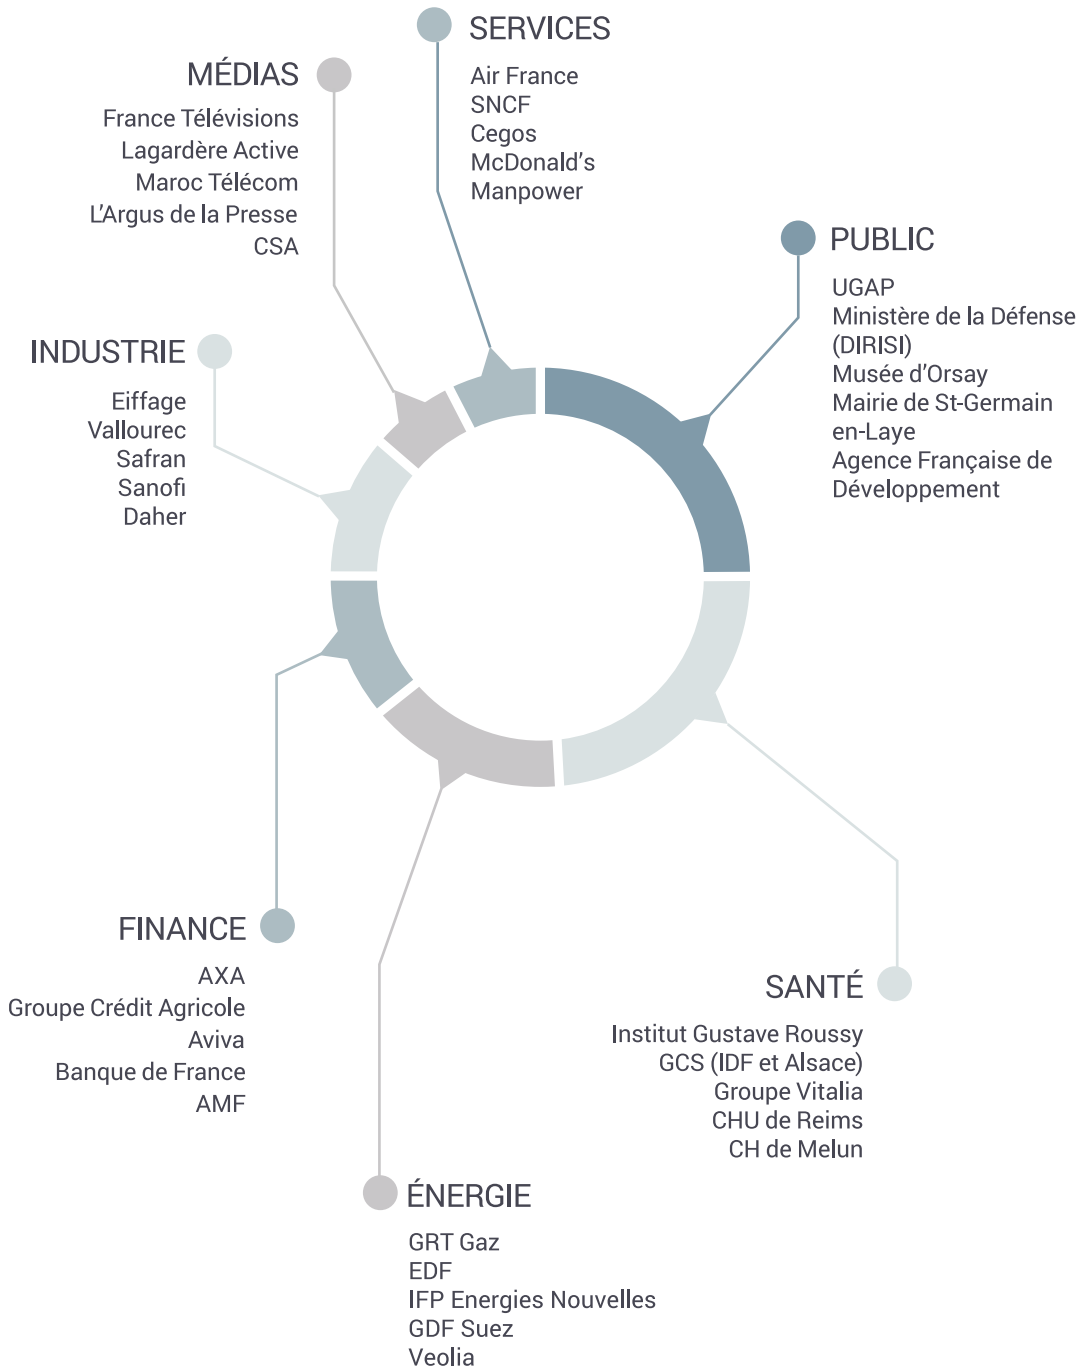 SERVICES
Air France
SNCF
Cegos
McDonald’s
Manpower
MÉDIAS
France Télévisions
Lagardère Active
Maroc Télécom
L’Argus de la Presse
CSA
PUBLIC
UGAP
Ministère de la Défense
(DIRISI)
Musée d’Orsay
Mairie de St-Germain
en-Laye
Agence Française de
Développement
INDUSTRIE
Eiffage
Vallourec
Safran
Sanofi
Daher
FINANCE
AXA
Groupe Crédit Agricole
Aviva
Banque de France
AMF
SANTÉ
Institut Gustave Roussy
GCS (IDF et Alsace)
Groupe Vitalia
CHU de Reims
CH de Melun
ÉNERGIE
GRT Gaz
EDF
IFP Energies Nouvelles
GDF Suez
Veolia